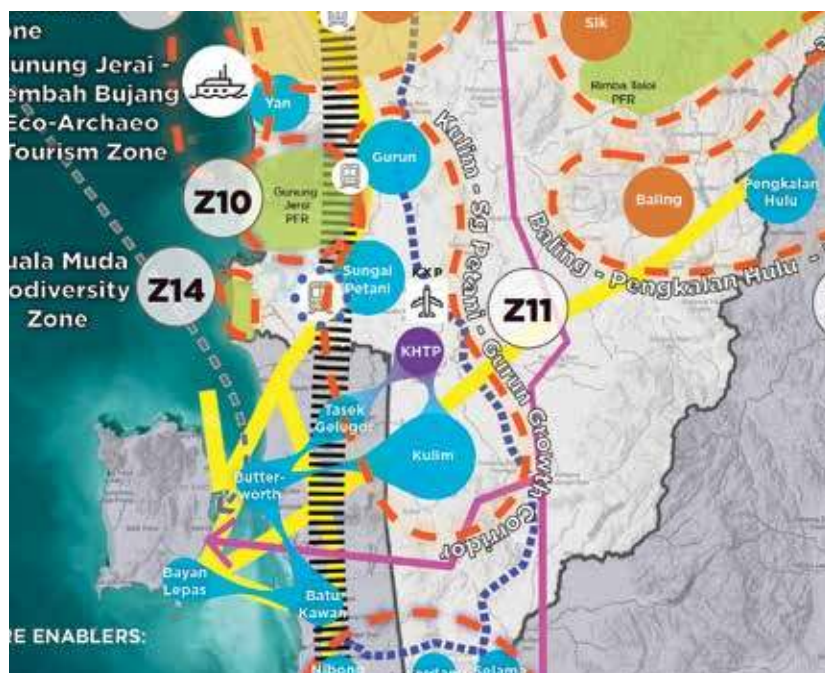 one
unung Jerai -
embah Bujang
Eco-Archaeo
Tourism Zone
Yan
Z10
Gunung
Jerai
PFR
Gurun
Sik
Rimba Teloi
PFR
Baling
Pengkalan
Hulu
uala Muda
odiversity
Zone
Z14
Sungai
Petani
KXP
Z11
KHTP
Kulim - Sg Petani - Gurun Growth Corridor
Baling - Pengkalan Hulu -
Tasek
Gelugor
Kulim
Butter-
worth
Bayan
Lepas
Batu
Kawan
RE ENABLERS:
Nibong
Selama